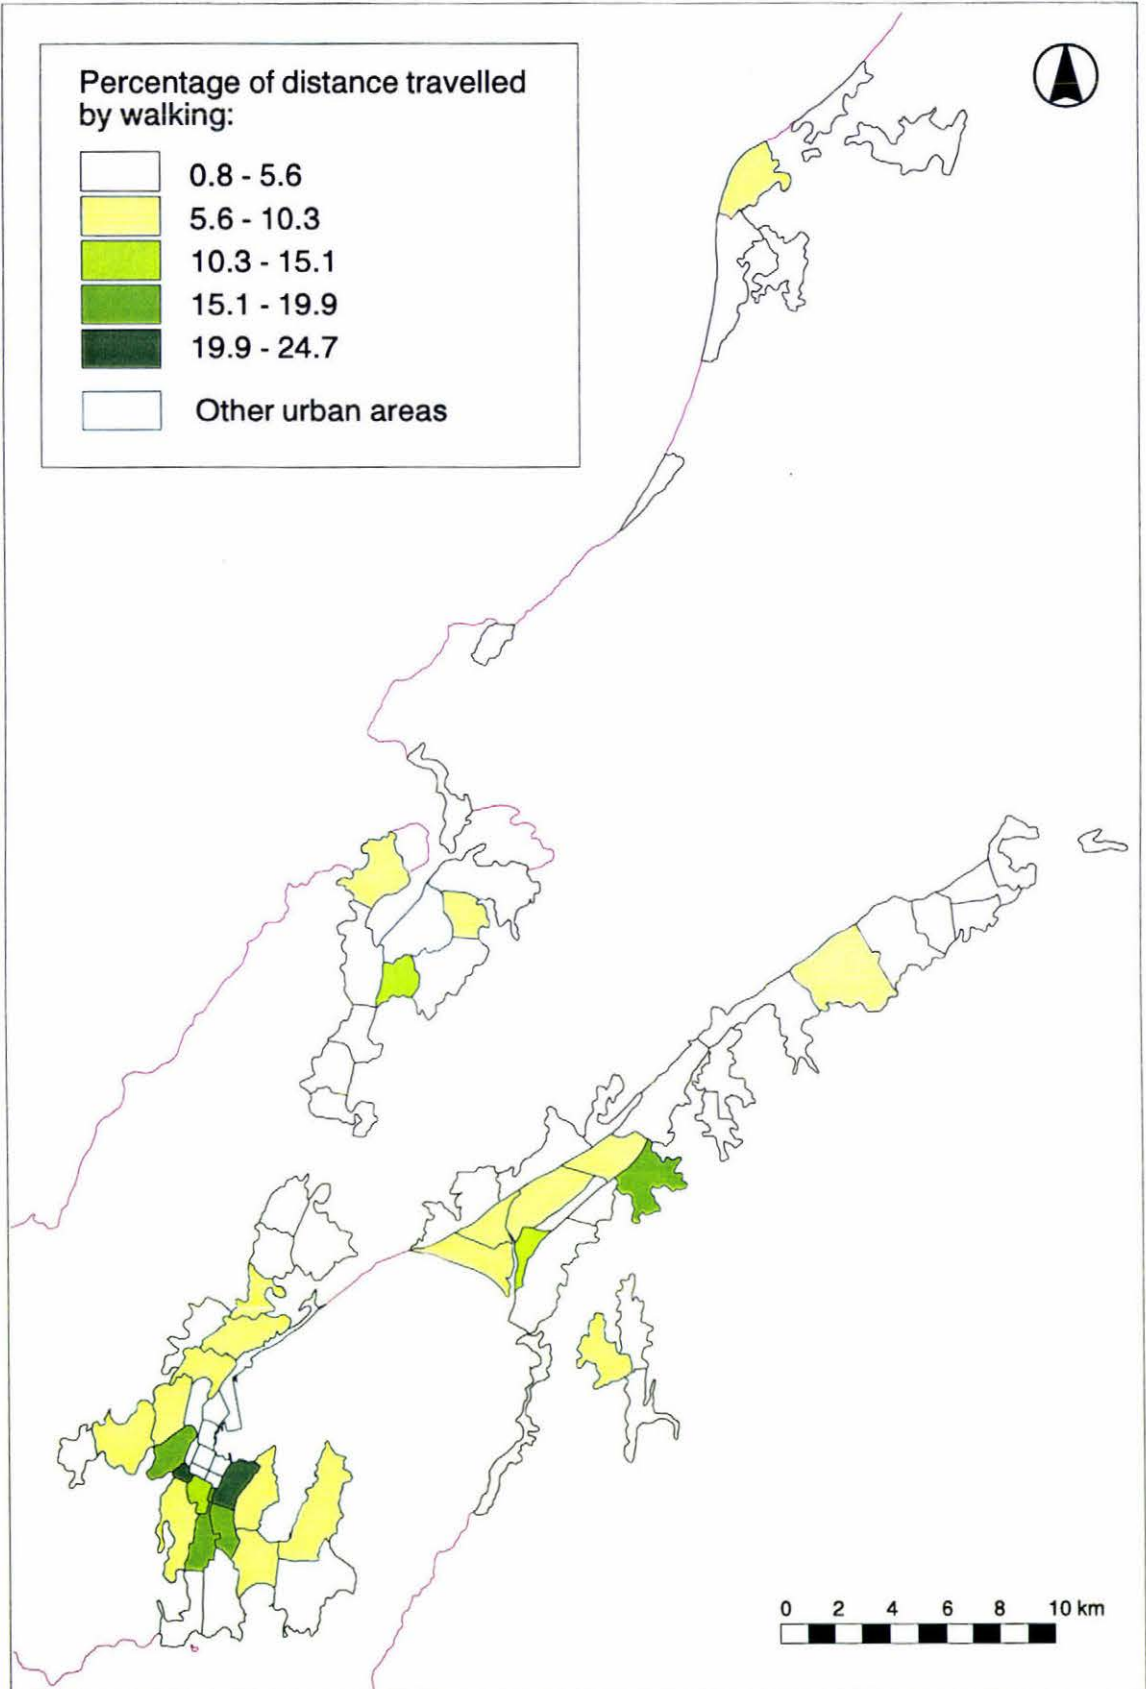 Percentage of distance travelled
by walking:
0.8 - 5.6
5.6 - 10.3
10.3 - 15.1
15.1 - 19.9
19.9 - 24.7
Other urban areas
0 2 4 6 8 10 km